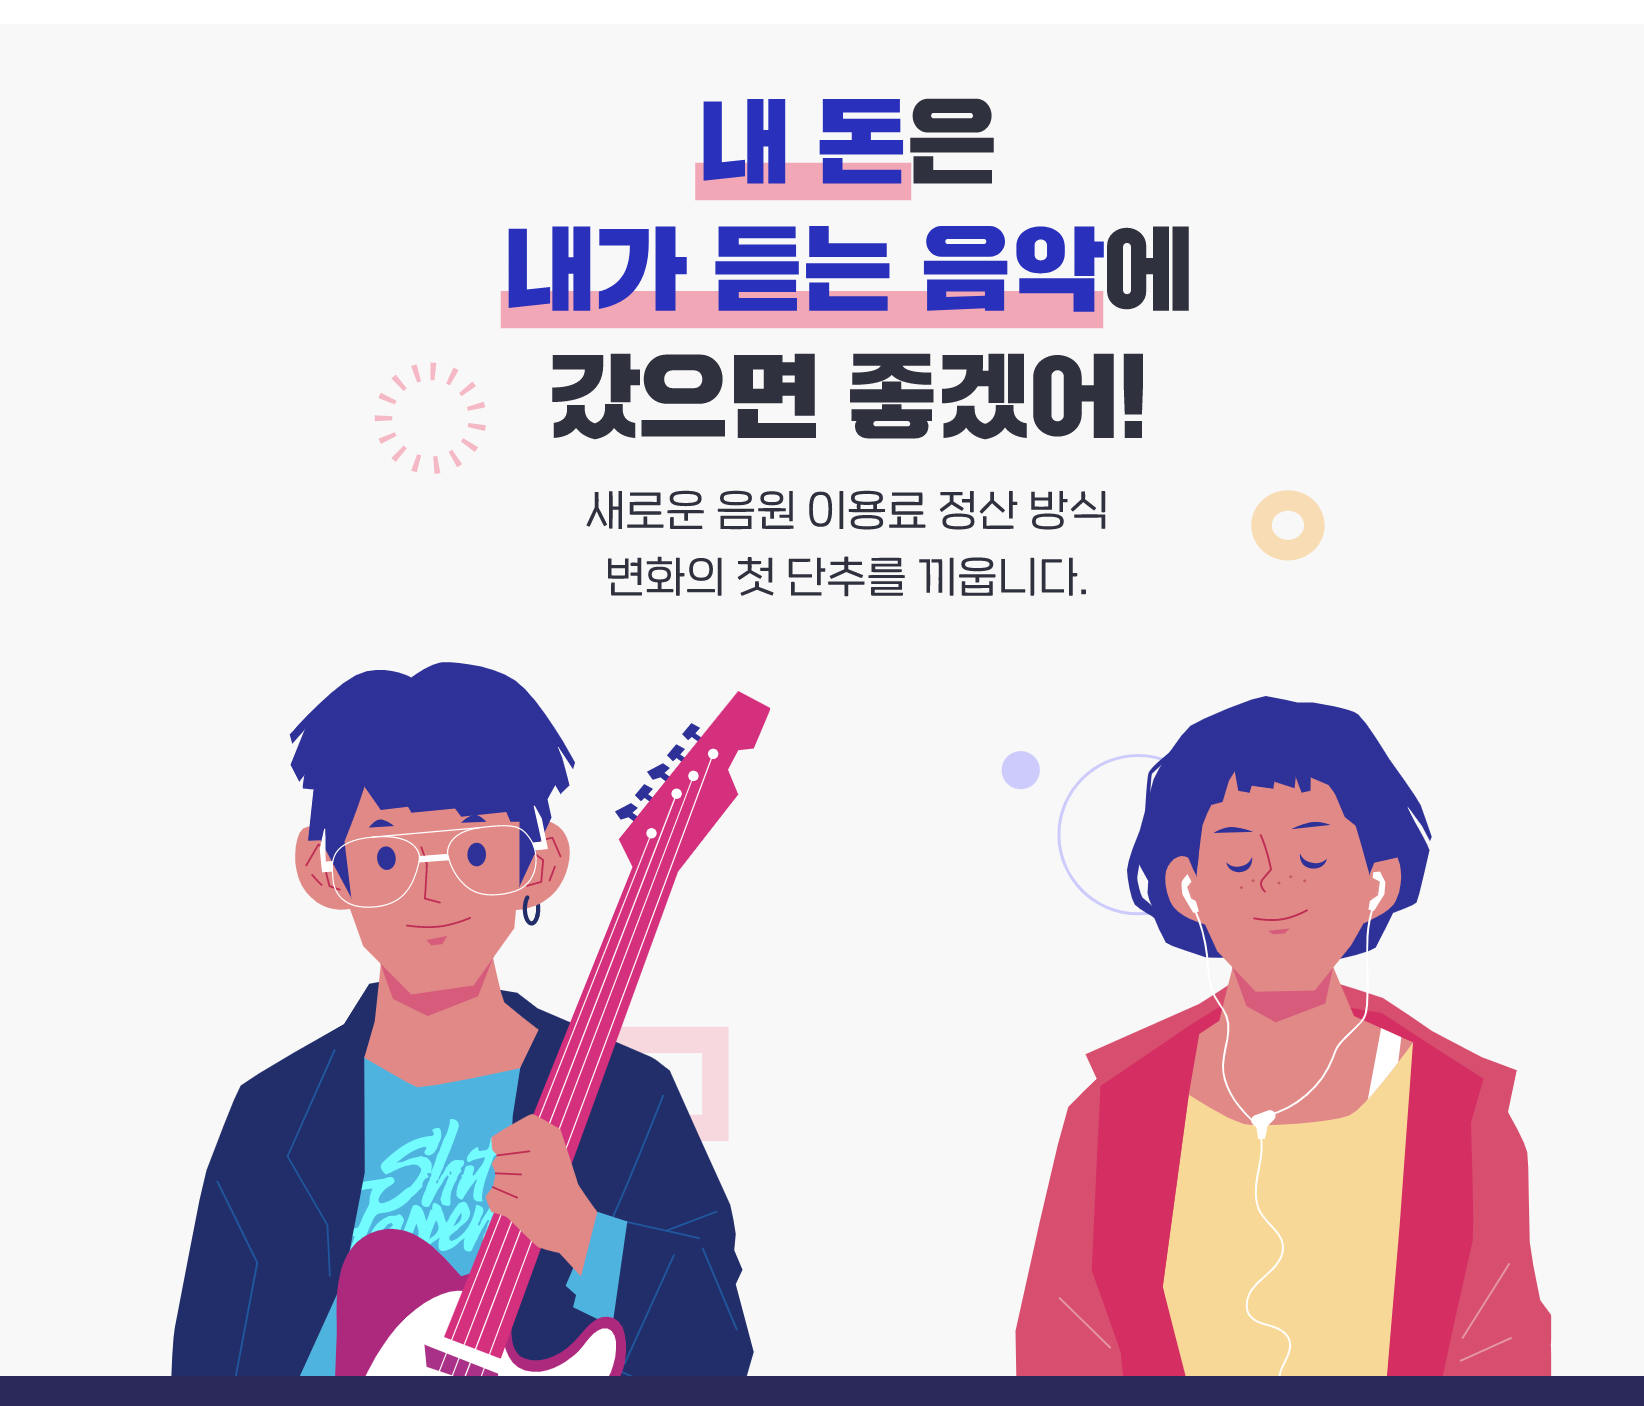 내 돈은
내가 듣는 음악에
갔으면 좋겠어!
새로운 음원 이용료 정산 방식
변화의 첫 단추를 끼웁니다.
Shit